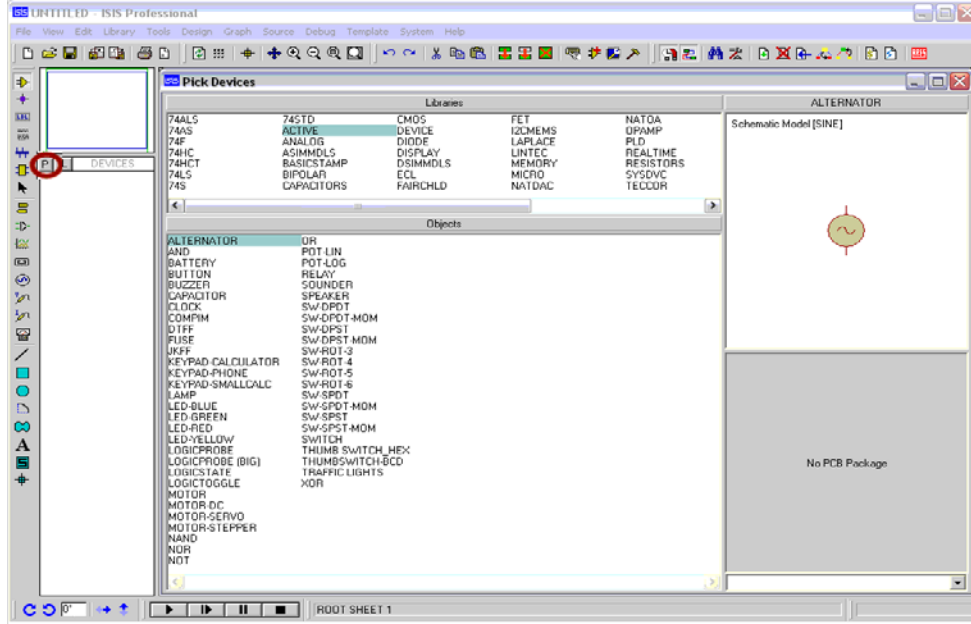 ISIS UNTITLED - ISIS Professional
File View Edit Library Tools Design Graph Source Debug Template System Help
ISIS Pick Devices
Libraries
ALTERNATOR
74ALS 74STD CMOS FET NATOA
74AS ACTIVE DEVICE I2CMEMS OPAMP
74F ANALOG DIODE LAPLACE PLD
74HC ASIMMDLS DISPLAY LINTEC REALTIME
74HCT BASICSTAMP DSIMMDLS MEMORY RESISTORS
74LS BIPOLAR ECL MICRO SYSDVC
74S CAPACITORS FAIRCHLD NATDAC TECCOR
Schematic Model [SINE]
LBL
P L DEVICES
Objects
ALTERNATOR OR
AND POT-LIN
BATTERY POT-LOG
BUTTON RELAY
BUZZER SOUNDER
CAPACITOR SPEAKER
CLOCK SW-DPDT
COMPIM SW-DPDT-MOM
DTFF SW-DPST
FUSE SW-DPST-MOM
JKFF SW-ROT-3
KEYPAD-CALCULATOR SW-ROT-4
KEYPAD-PHONE SW-ROT-5
KEYPAD-SMALLCALC SW-ROT-6
LAMP SW-SPDT
LED-BLUE SW-SPDT-MOM
LED-GREEN SW-SPST
LED-RED SW-SPST-MOM
LED-YELLOW SWITCH
LOGICPROBE THUMB SWITCH_HEX
LOGICPROBE (BIG) THUMBSWITCH-BCD
LOGICSTATE TRAFFIC LIGHTS
LOGICTOGGLE XOR
MOTOR
MOTOR-DC
MOTOR-SERVO
MOTOR-STEPPER
NAND
NOR
NOT
No PCB Package
A
S
0°
ROOT SHEET 1